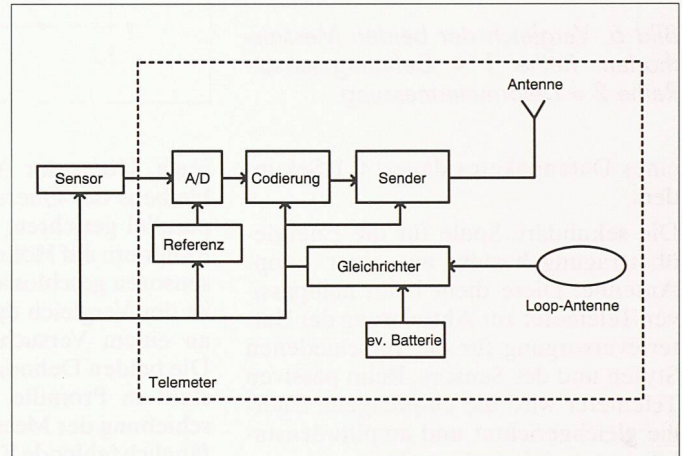 Antenne
Sensor
A/D
Codierung
Sender
Referenz
Gleichrichter
Loop-Antenne
ev. Batterie
Telemeter